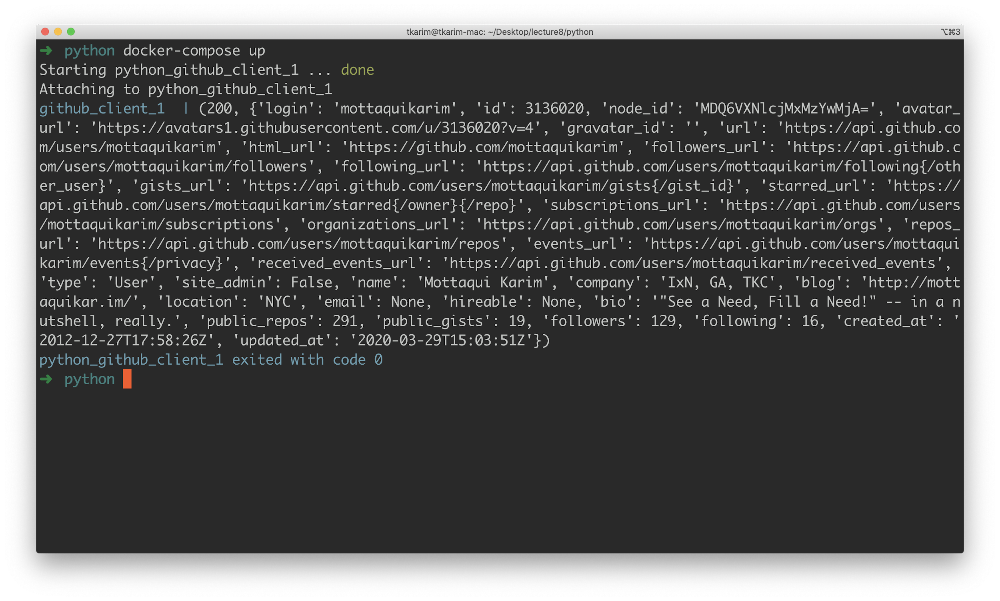 tkarim@tkarim-mac: ~/Desktop/lecture8/python
⌥⌘3
➜ python docker-compose up
Starting python_github_client_1 ... done
Attaching to python_github_client_1
github_client_1  | (200, {'login': 'mottaquikarim', 'id': 3136020, 'node_id': 'MDQ6VXNlcjMxMzYwMjA=', 'avatar_
url': 'https://avatars1.githubusercontent.com/u/3136020?v=4', 'gravatar_id': '', 'url': 'https://api.github.co
m/users/mottaquikarim', 'html_url': 'https://github.com/mottaquikarim', 'followers_url': 'https://api.github.c
om/users/mottaquikarim/followers', 'following_url': 'https://api.github.com/users/mottaquikarim/following{/oth
er_user}', 'gists_url': 'https://api.github.com/users/mottaquikarim/gists{/gist_id}', 'starred_url': 'https://
api.github.com/users/mottaquikarim/starred{/owner}{/repo}', 'subscriptions_url': 'https://api.github.com/users
/mottaquikarim/subscriptions', 'organizations_url': 'https://api.github.com/users/mottaquikarim/orgs', 'repos_
url': 'https://api.github.com/users/mottaquikarim/repos', 'events_url': 'https://api.github.com/users/mottaqui
karim/events{/privacy}', 'received_events_url': 'https://api.github.com/users/mottaquikarim/received_events',
'type': 'User', 'site_admin': False, 'name': 'Mottaqui Karim', 'company': 'IxN, GA, TKC', 'blog': 'http://mott
aquikar.im/', 'location': 'NYC', 'email': None, 'hireable': None, 'bio': '"See a Need, Fill a Need!" -- in a n
utshell, really.', 'public_repos': 291, 'public_gists': 19, 'followers': 129, 'following': 16, 'created_at': '
2012-12-27T17:58:26Z', 'updated_at': '2020-03-29T15:03:51Z'})
python_github_client_1 exited with code 0
➜ python